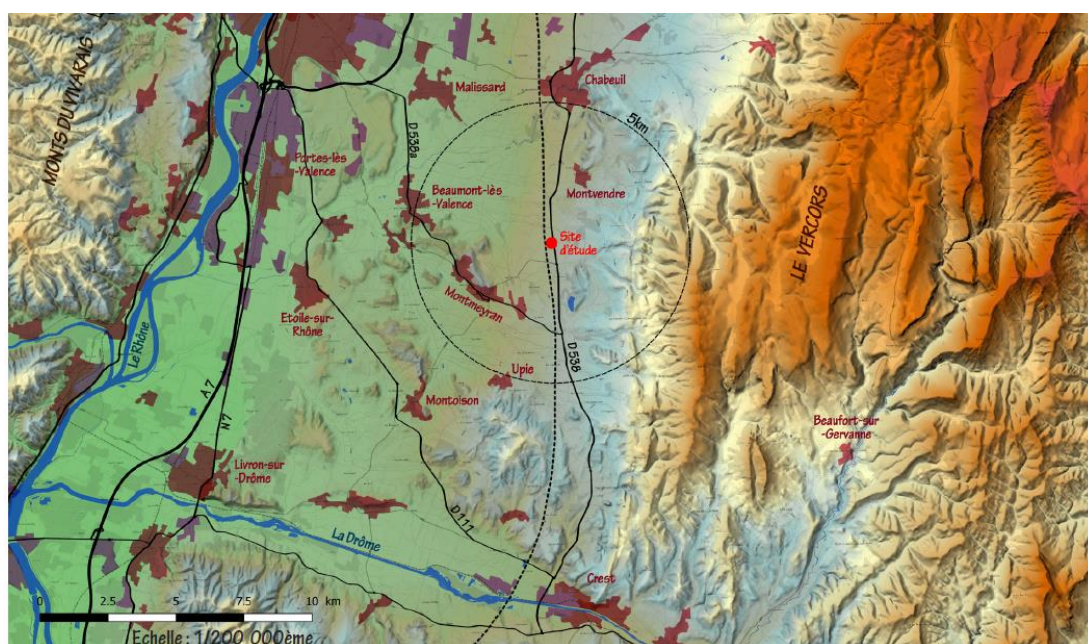 MONTS DU VIVARAIS
Malissard
Chabeuil
5km
D 538a
Portes-lès
-Valence
Beaumont-lès
-Valence
Montvendre
Site
d'étude
LE VERCORS
Montmeyran
Etoile-sur-
Rhône
Le Rhône
D 538
Upie
Montoison
A7
N7
Beaufort-sur
-Gervanne
Livron-sur
-Drôme
D111
La Drôme
Crest
0 2.5 5 7.5 10 km
Echelle : 1/200 000ème